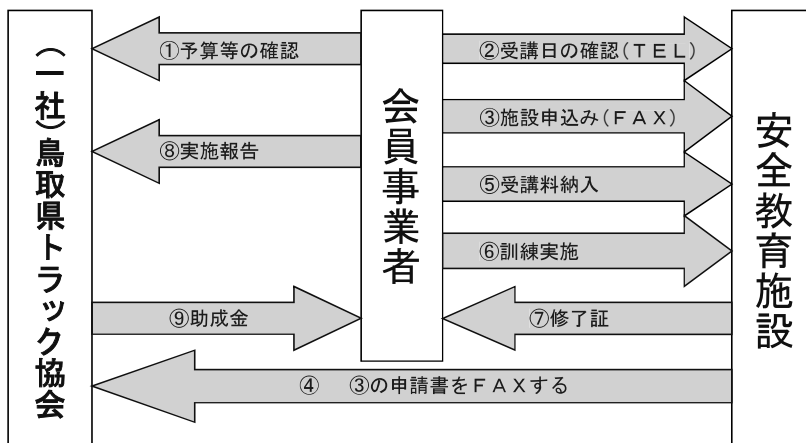 （一社）鳥取県トラック協会
会員事業者
安全教育施設
①予算等の確認
②受講日の確認（ＴＥＬ）
③施設申込み（ＦＡＸ）
⑧実施報告
⑤受講料納入
⑥訓練実施
⑨助成金
⑦修了証
④　③の申請書をＦＡＸする